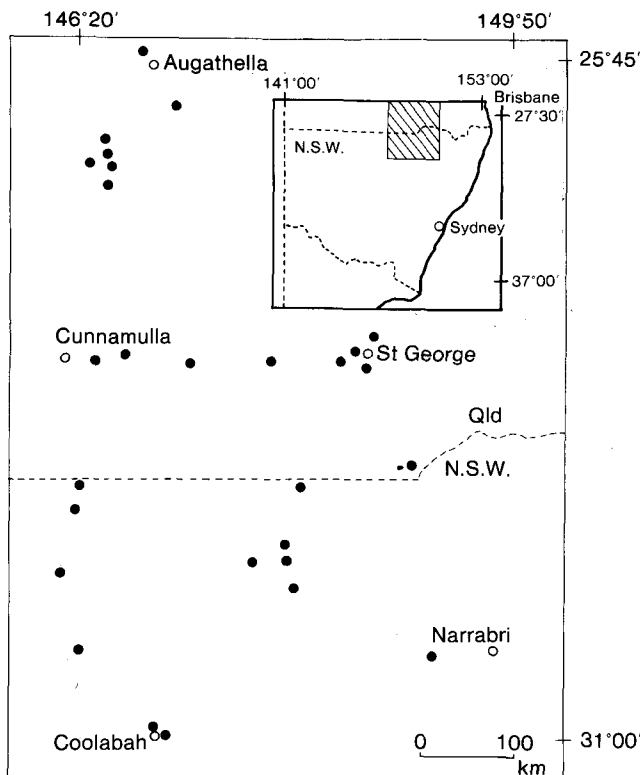 146°20′ 149°50′
25°45′
Augathella
141°00′ 153°00′
Brisbane
27°30′
N.S.W.
Sydney
37°00′
Cunnamulla
St George
Qld
N.S.W.
Narrabri
Coolabah
0 100
km
31°00′